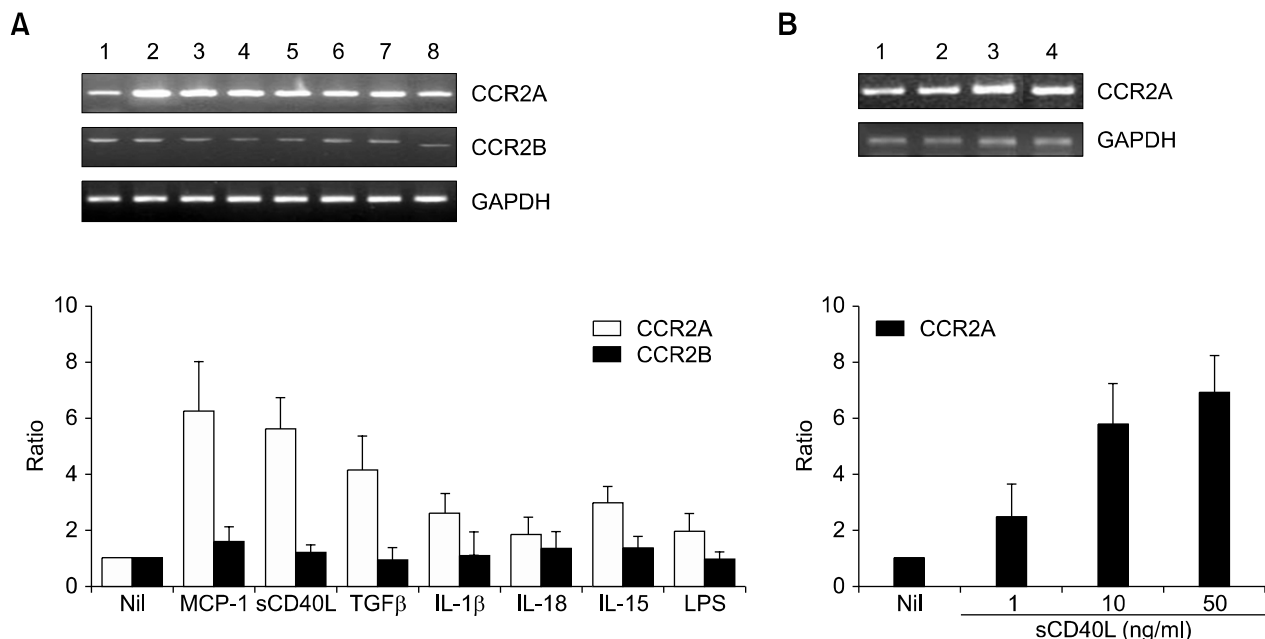 A
1 2 3 4 5 6 7 8
CCR2A
CCR2B
GAPDH
10
8
6
4
2
0
Ratio
CCR2A
CCR2B
Nil MCP-1 sCD40L TGFβ IL-1β IL-18 IL-15 LPS
B
1 2 3 4
CCR2A
GAPDH
10
8
6
4
2
0
Ratio
CCR2A
Nil 1 10 50
sCD40L (ng/ml)